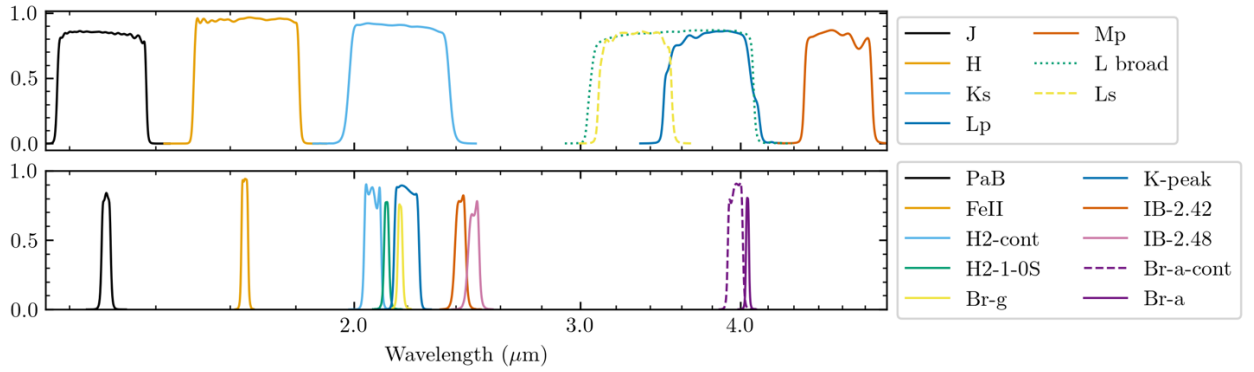 1.0
0.5
0.0
J
H
Ks
Lp
Mp
L broad
Ls
1.0
0.5
0.0
2.0
3.0
4.0
Wavelength (μm)
PaB
FeII
H2-cont
H2-1-0S
Br-g
K-peak
IB-2.42
IB-2.48
Br-a-cont
Br-a